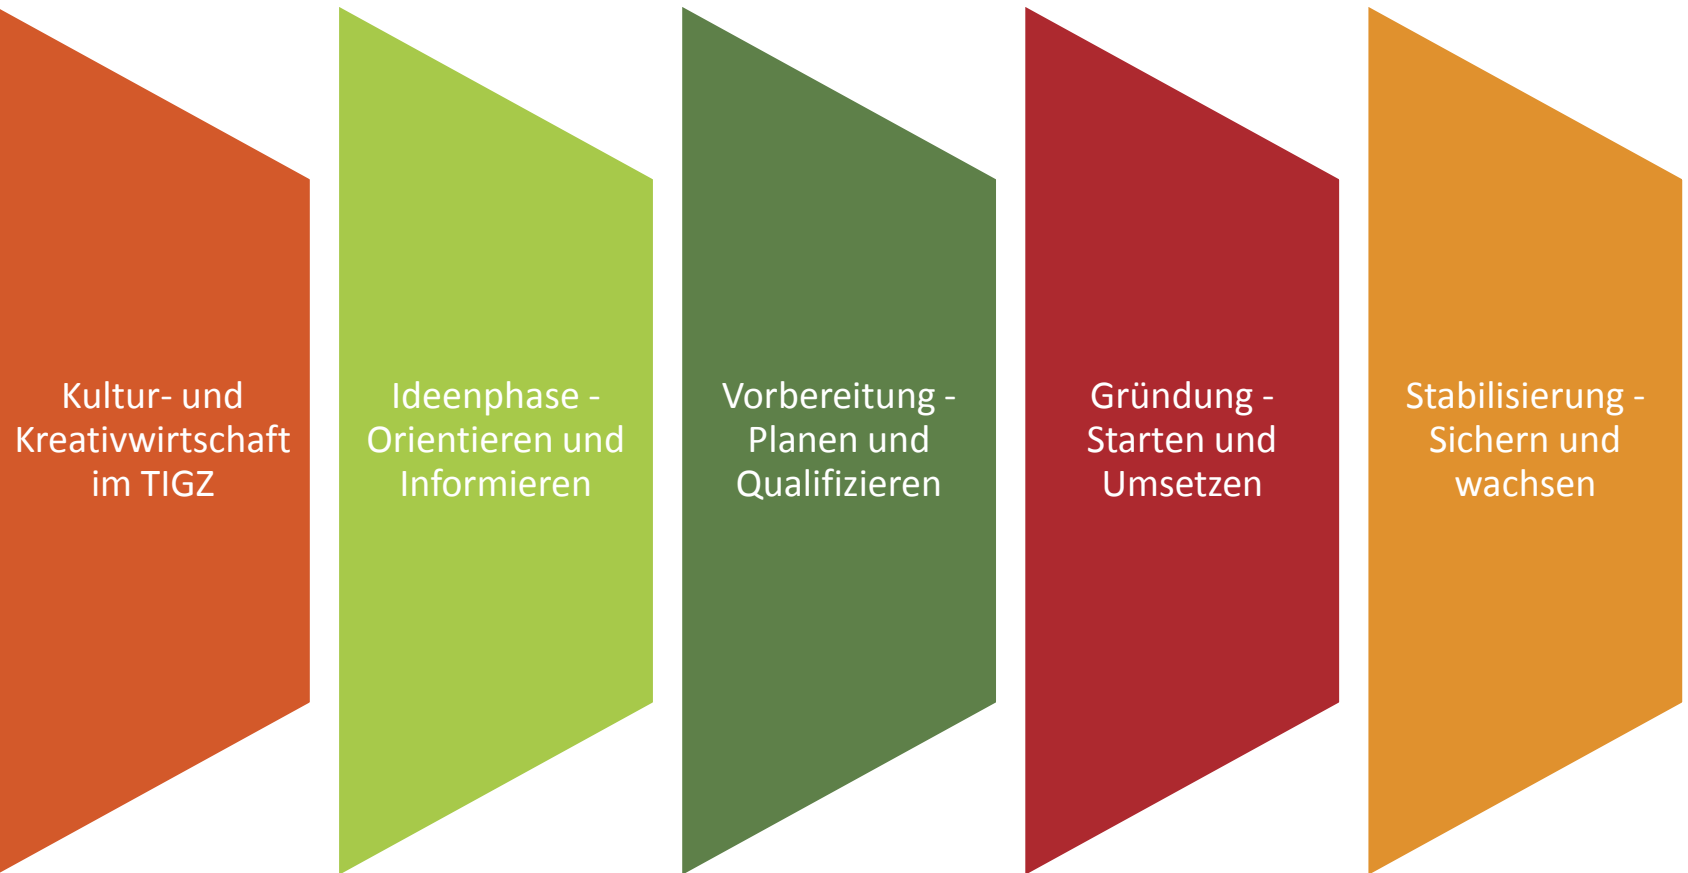 Kultur- und
Kreativwirtschaft
im TIGZ
Ideenphase -
Orientieren und
Informieren
Vorbereitung -
Planen und
Qualifizieren
Gründung -
Starten und
Umsetzen
Stabilisierung -
Sichern und
wachsen